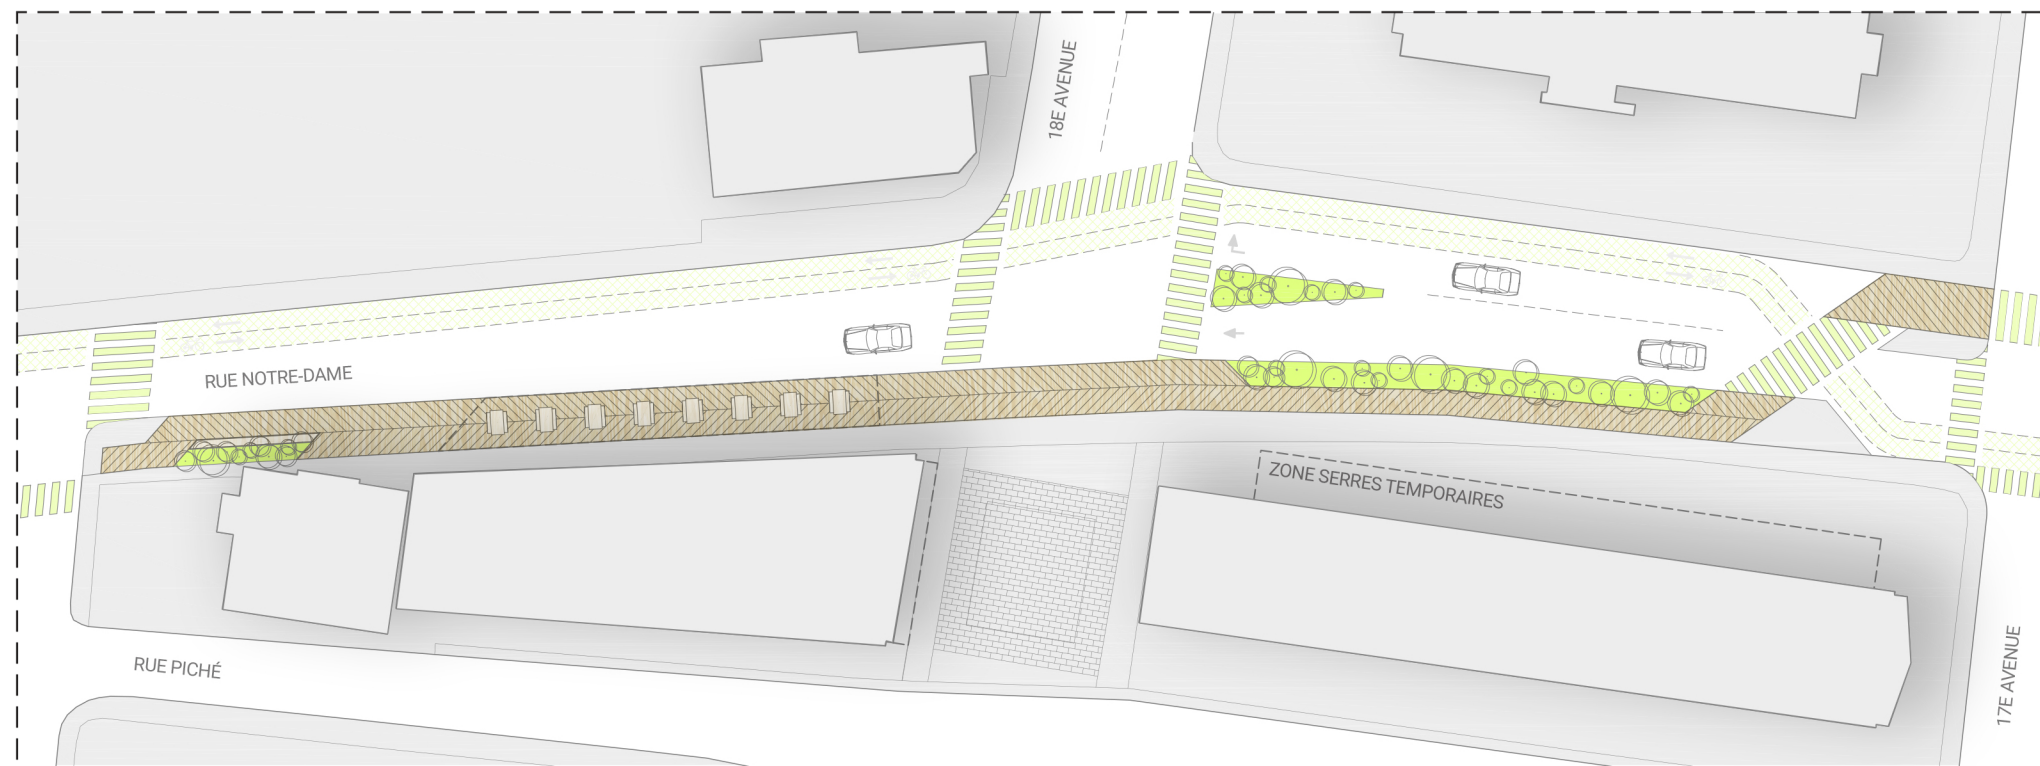 18E AVENUE
RUE NOTRE-DAME
ZONE SERRES TEMPORAIRES
RUE PICHÉ
17E AVENUE